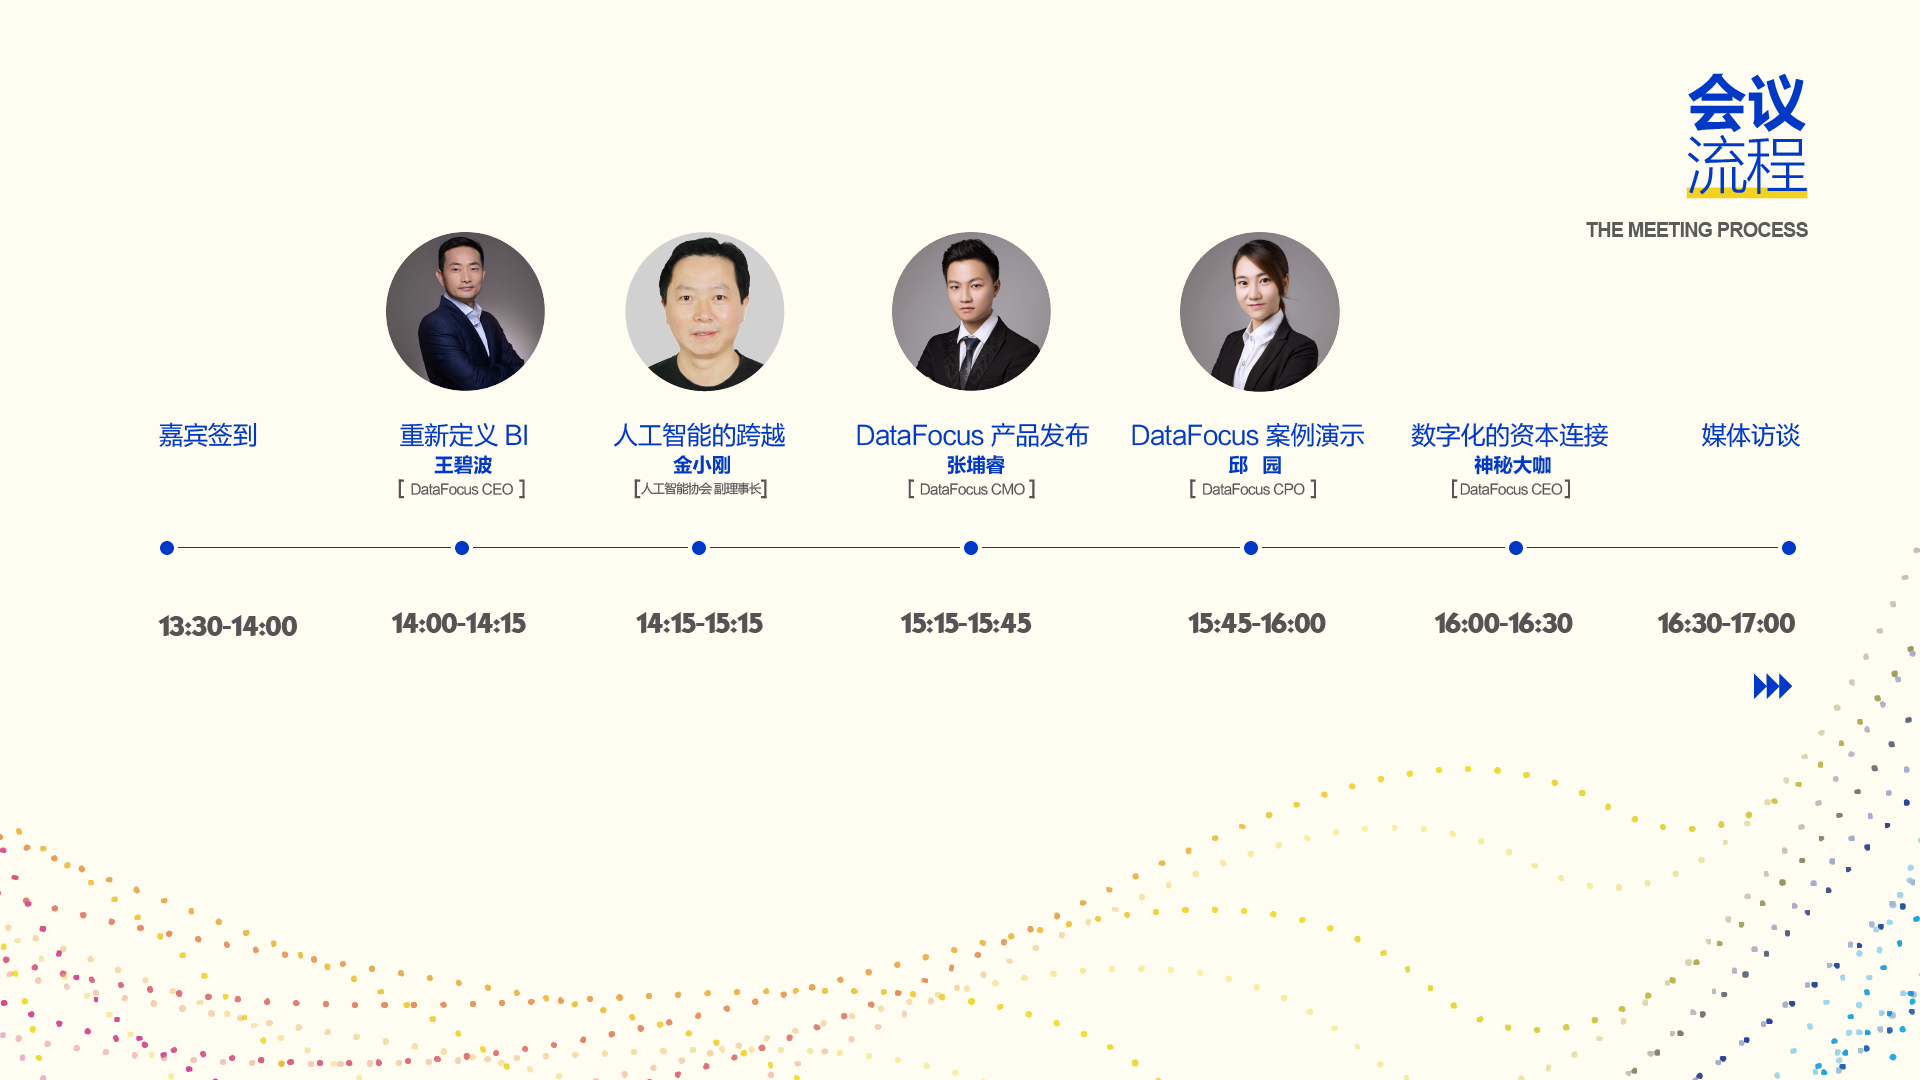 会议
流程
THE MEETING PROCESS
嘉宾签到
13:30-14:00
重新定义 BI
王碧波
[ DataFocus CEO ]
14:00-14:15
人工智能的跨越
金小刚
[人工智能协会 副理事长]
14:15-15:15
DataFocus 产品发布
张埔睿
[ DataFocus CMO ]
15:15-15:45
DataFocus 案例演示
邱 园
[ DataFocus CPO ]
15:45-16:00
数字化的资本连接
神秘大咖
[DataFocus CEO]
16:00-16:30
媒体访谈
16:30-17:00